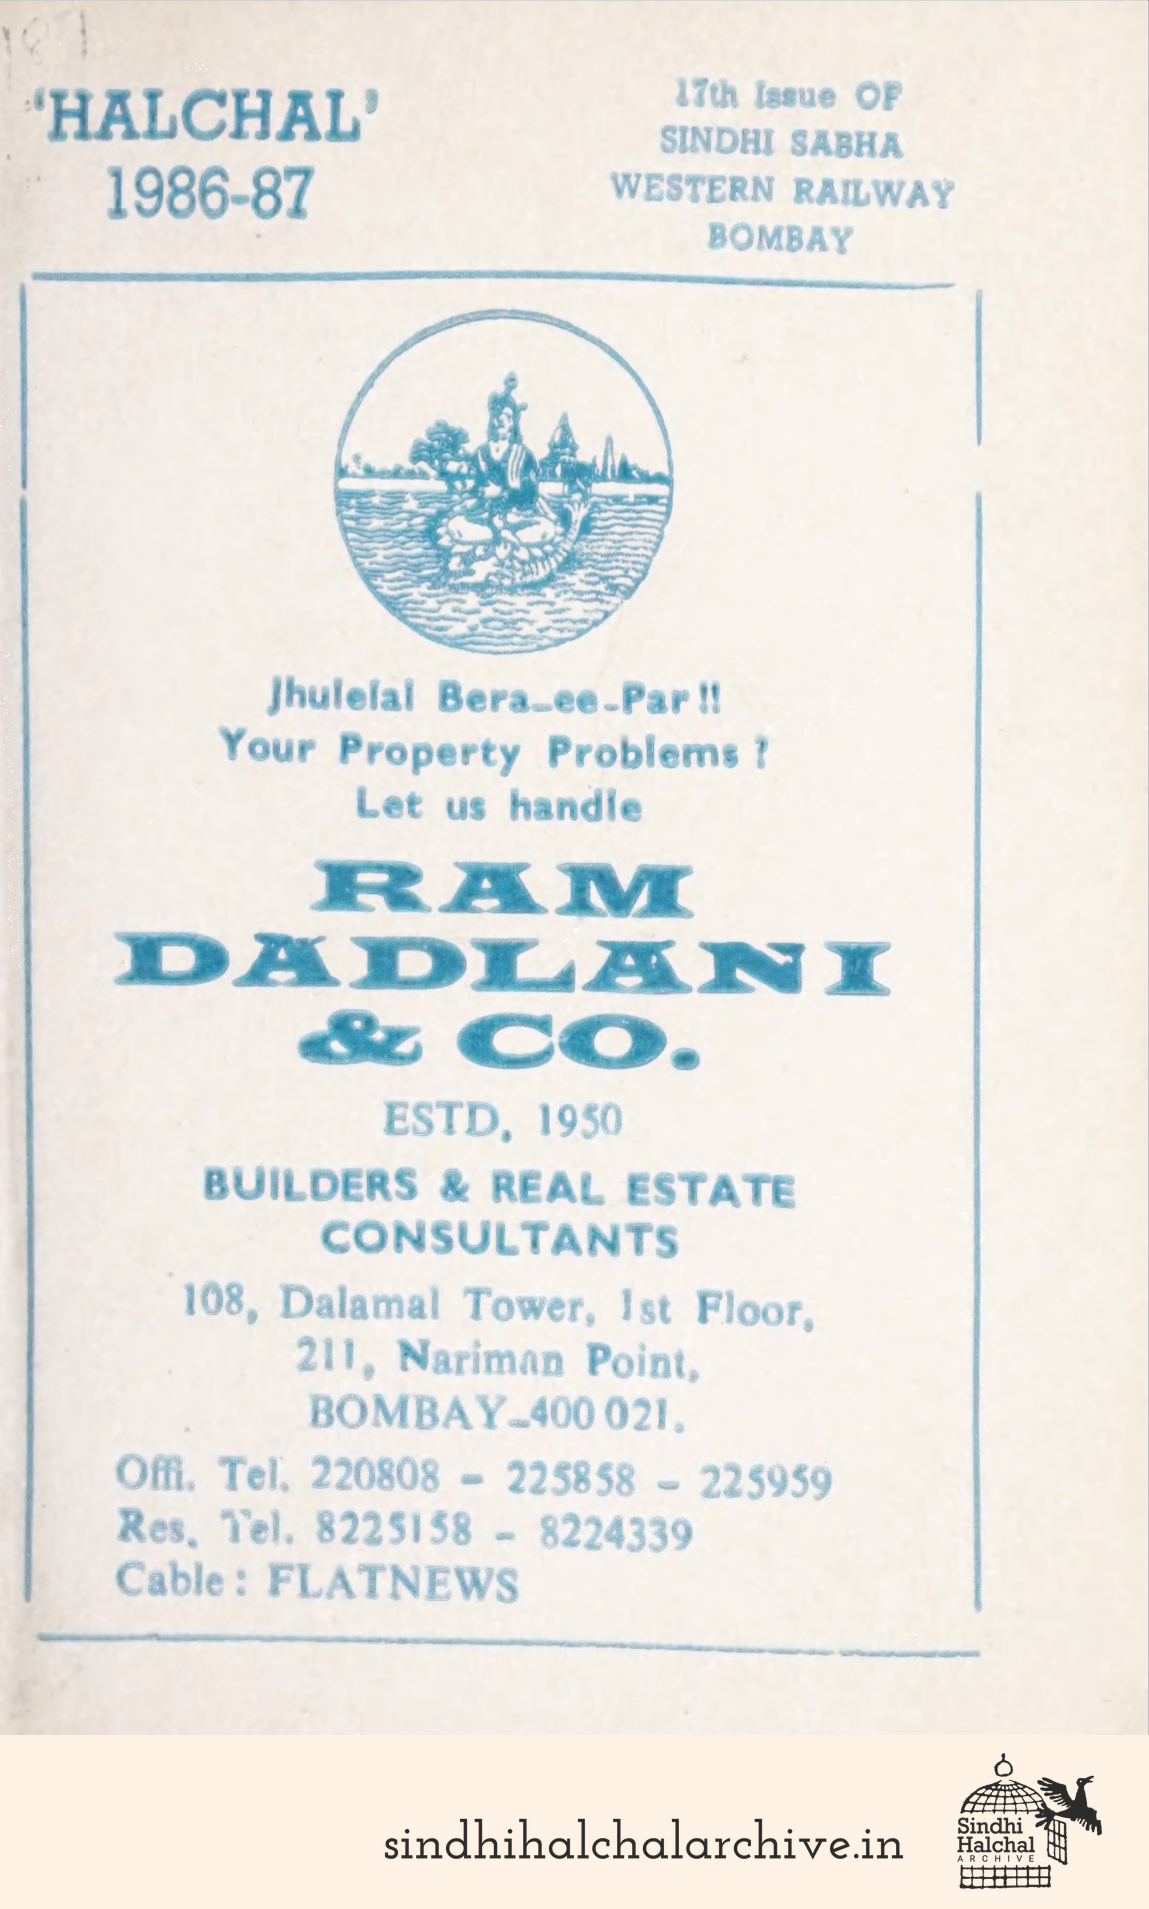 'HALCHAL'
1986-87
17th Issue OF
SINDHI SABHA
WESTERN RAILWAY
BOMBAY
Jhulelal Bera-ee-Par!!
Your Property Problems ?
Let us handle
RAM
DADLANI
& CO.
ESTD, 1950
BUILDERS & REAL ESTATE
CONSULTANTS
108, Dalamal Tower, 1st Floor,
211, Nariman Point,
BOMBAY-400 021.
Offi. Tel. 220808 - 225858 - 225959
Res. Tel. 8225158 - 8224339
Cable : FLATNEWS
sindhihalchalarchive.in
Sindhi
Halchal
ARCHIVE